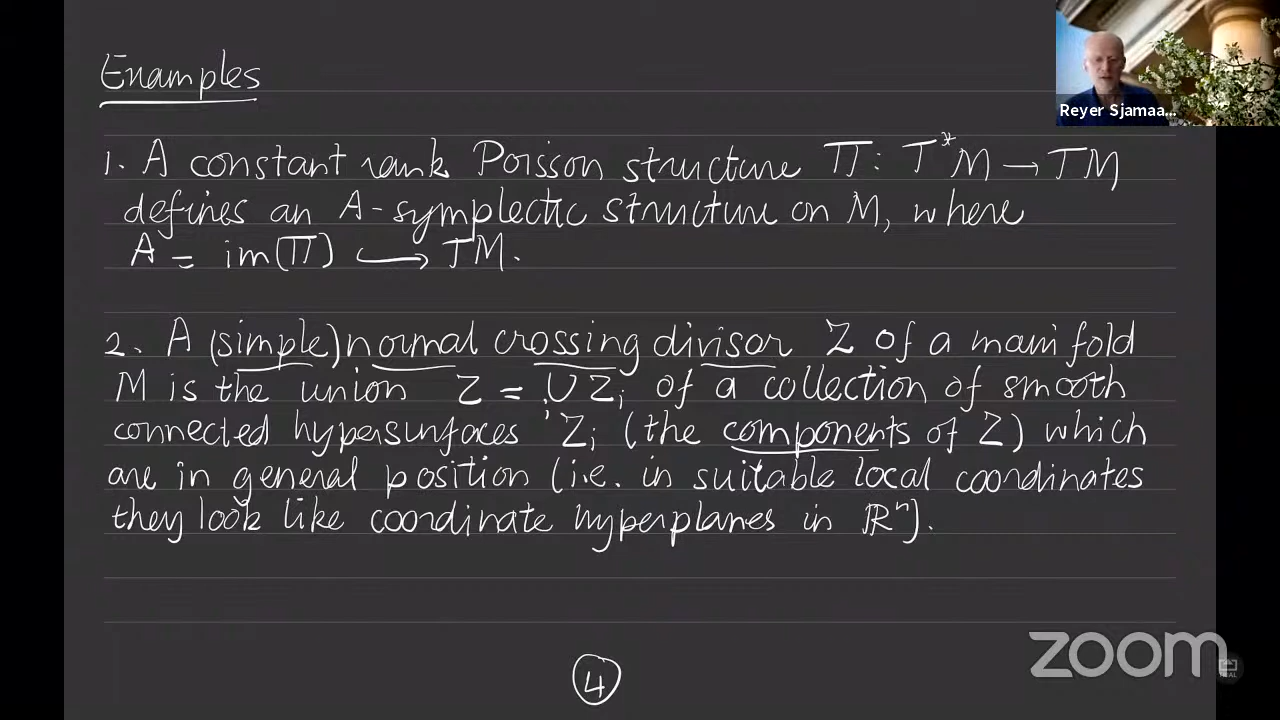 Examples
Reyer Sjamaa...
1. A constant rank Poisson structure Π: T*M → TM
defines an A-symplectic structure on M, where
A = im(Π) ↪ TM.
2. A (simple) normal crossing divisor Z of a manifold
M is the union Z = ∪Zᵢ of a collection of smooth
connected hypersurfaces Zᵢ (the components of Z) which
are in general position (i.e. in suitable local coordinates
they look like coordinate hyperplanes in ℝⁿ).
zoom
4